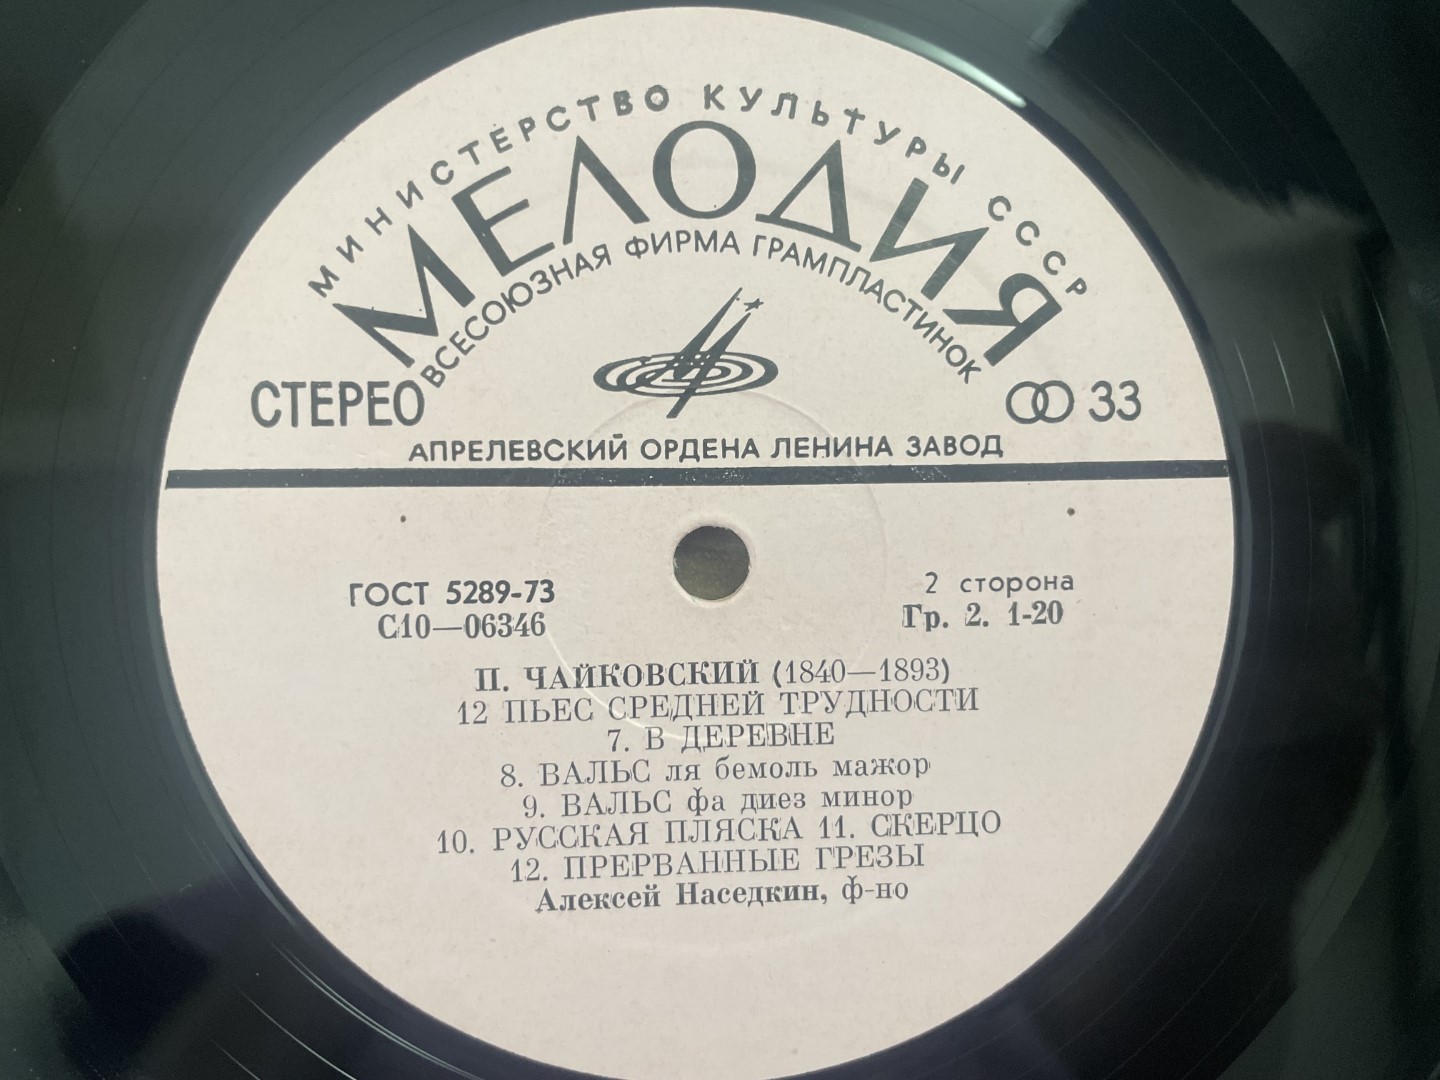 МИНИСТЕРСТВО КУЛЬТУРЫ СССР
МЕЛОДИЯ
ВСЕСОЮЗНАЯ ФИРМА ГРАМПЛАСТИНОК
СТЕРЕО
33
АПРЕЛЕВСКИЙ ОРДЕНА ЛЕНИНА ЗАВОД
ГОСТ 5289-73
С10—06346
2 сторона
Гр. 2. 1-20
П. ЧАЙКОВСКИЙ (1840—1893)
12 ПЬЕС СРЕДНЕЙ ТРУДНОСТИ
7. В ДЕРЕВНЕ
8. ВАЛЬС ля бемоль мажор
9. ВАЛЬС фа диез минор
10. РУССКАЯ ПЛЯСКА 11. СКЕРЦО
12. ПРЕРВАННЫЕ ГРЕЗЫ
Алексей Наседкин, ф-но